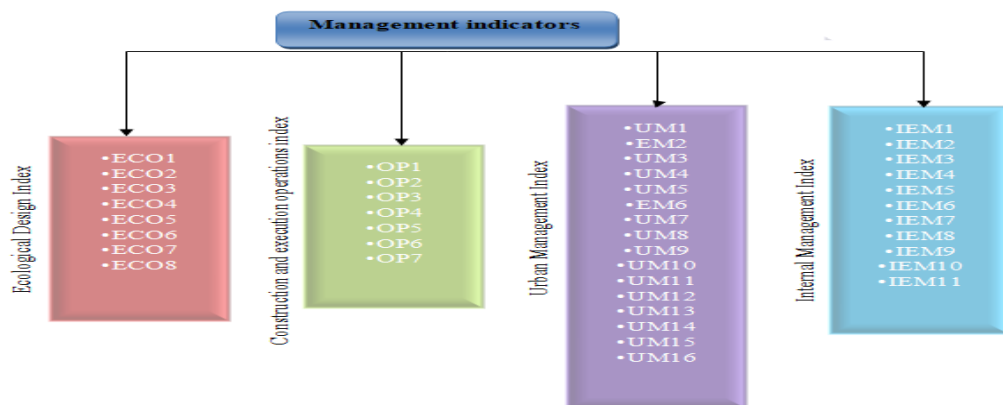 Management indicators
Ecological Design Index
•ECO1
•ECO2
•ECO3
•ECO4
•ECO5
•ECO6
•ECO7
•ECO8
Construction and execution operations index
•OP1
•OP2
•OP3
•OP4
•OP5
•OP6
•OP7
Urban Management Index
•UM1
•EM2
•UM3
•UM4
•UM5
•EM6
•UM7
•UM8
•UM9
•UM10
•UM11
•UM12
•UM13
•UM14
•UM15
•UM16
Internal Management Index
•IEM1
•IEM2
•IEM3
•IEM4
•IEM5
•IEM6
•IEM7
•IEM8
•IEM9
•IEM10
•IEM11